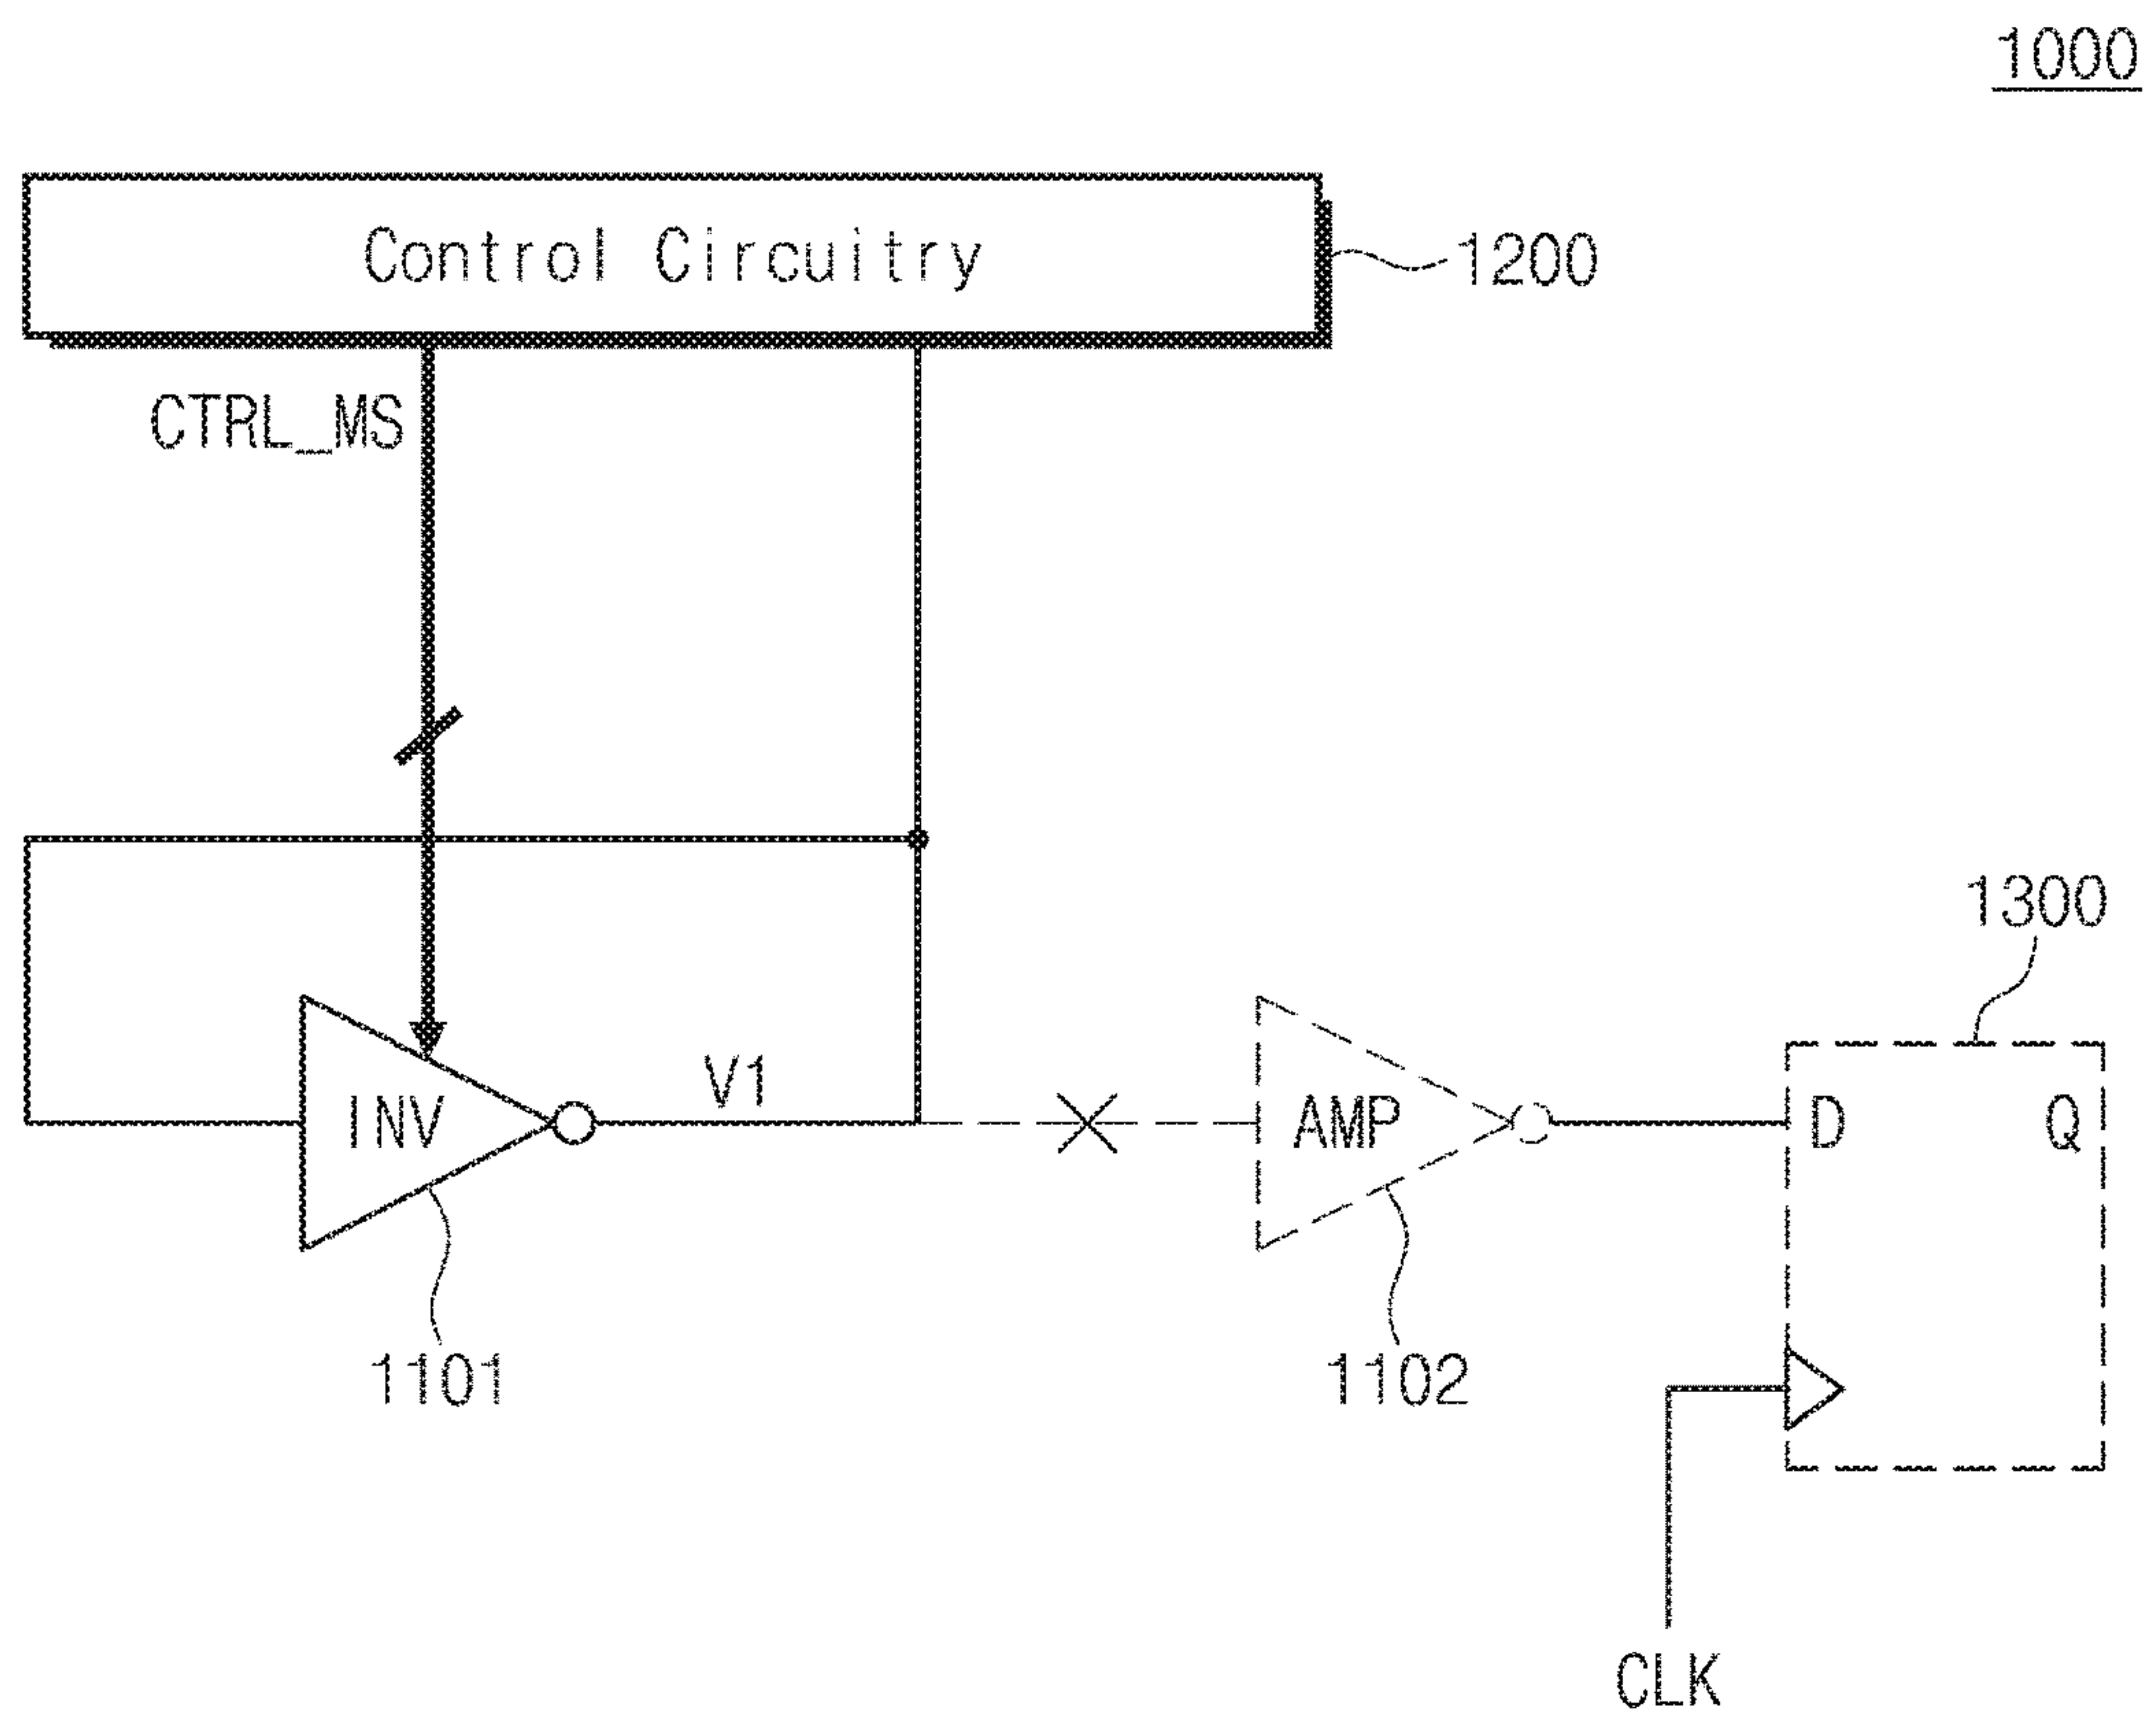 1000
Control Circuitry
1200
CTRL_MS
1300
INV
V1
AMP
D
Q
1101
1102
CLK